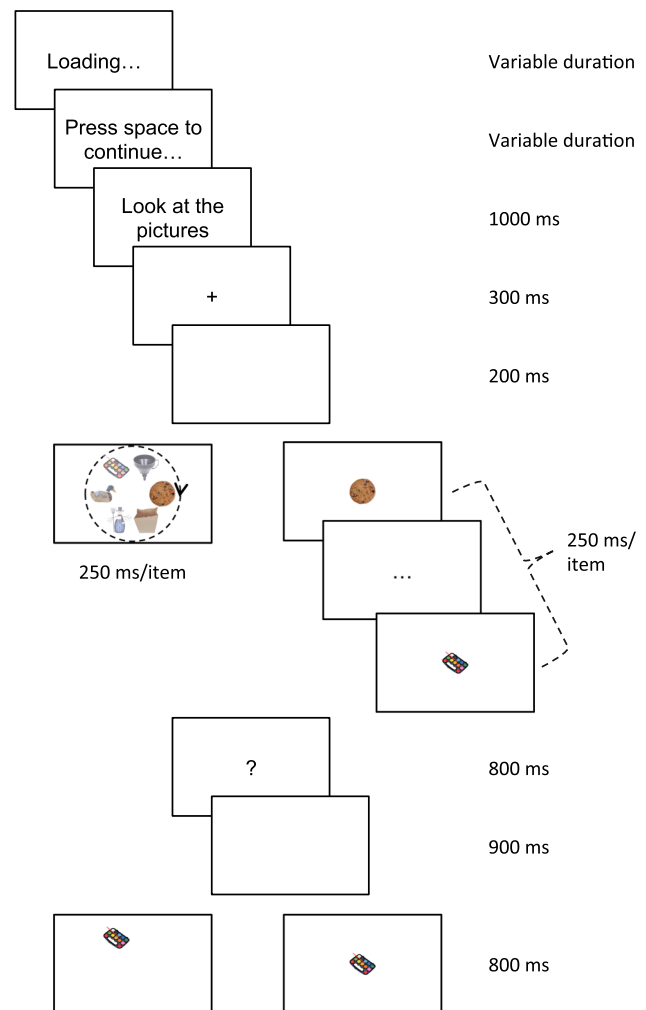 Loading…
Variable duration
Press space to
continue…
Variable duration
Look at the
pictures
1000 ms
+
300 ms
200 ms
250 ms/item
…
250 ms/
item
?
800 ms
900 ms
800 ms